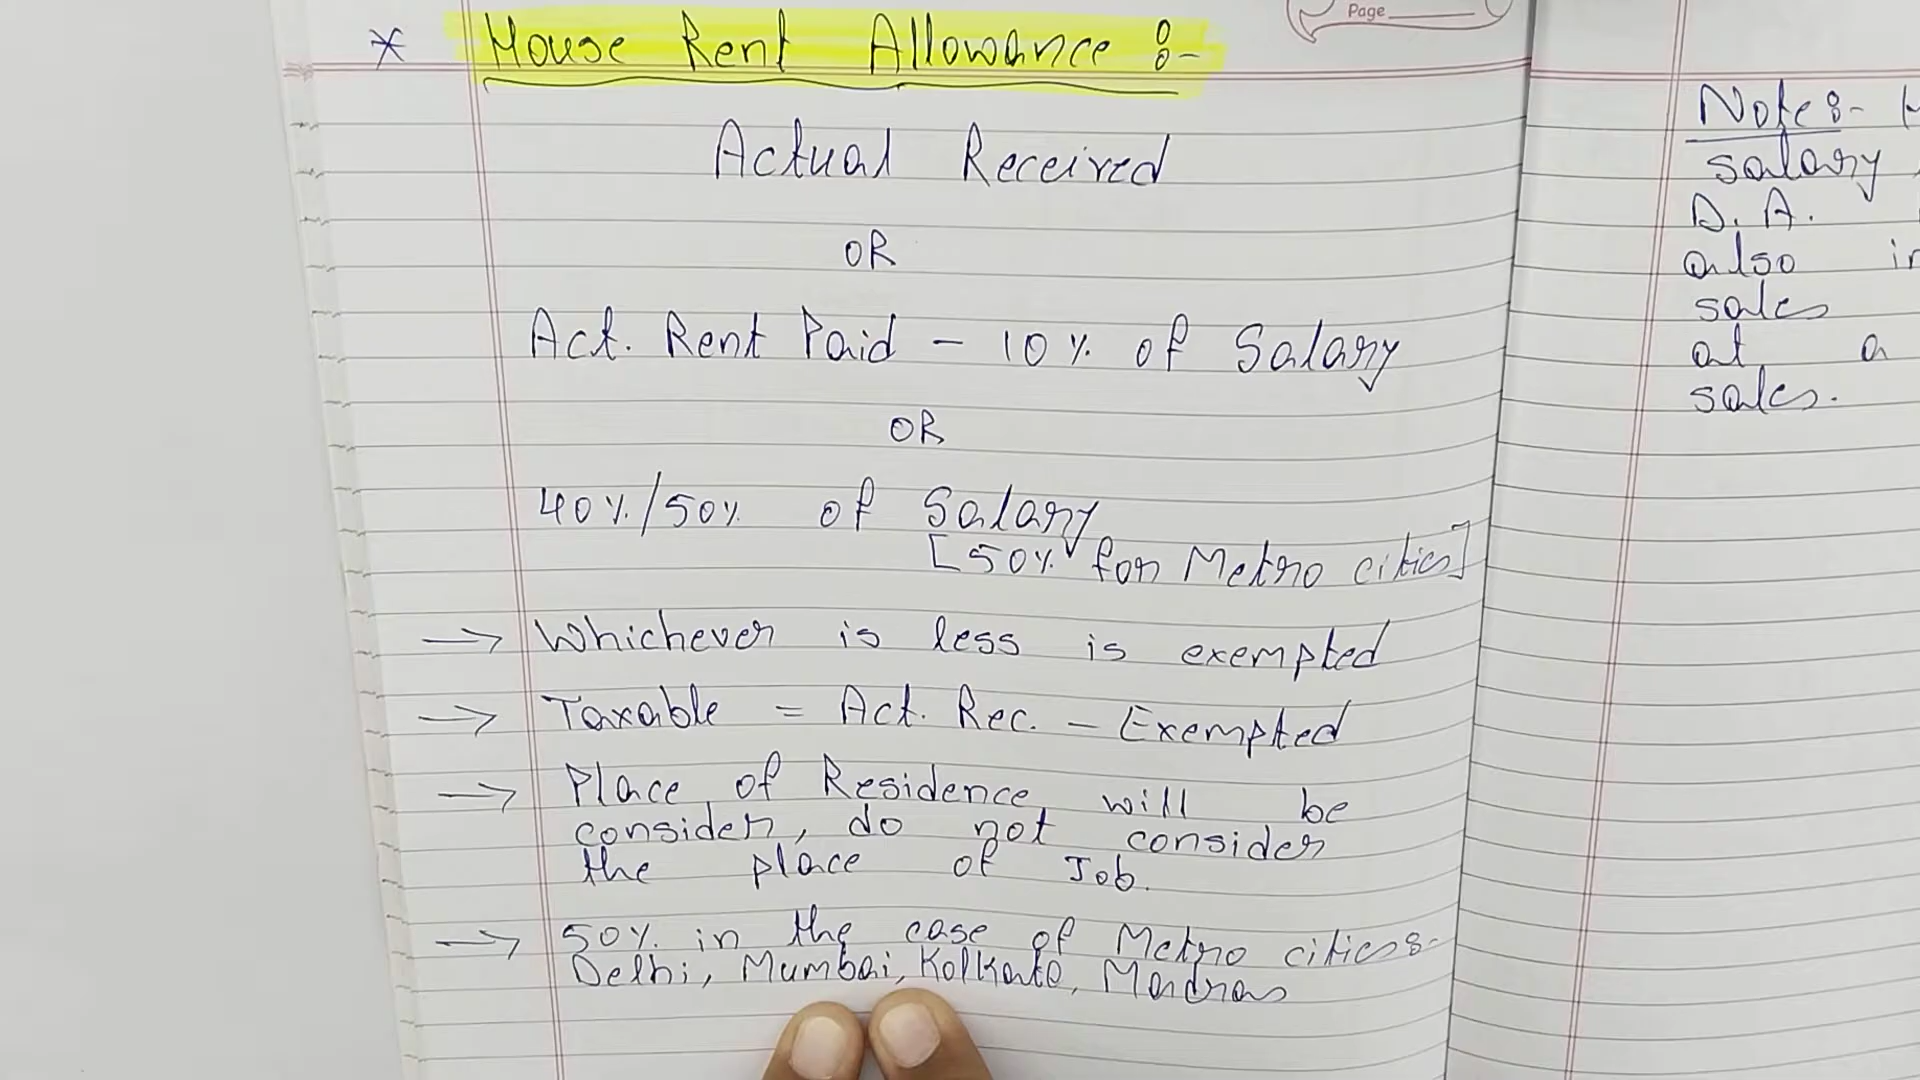 Page
* House Rent Allowance :-
Actual Received
OR
Act. Rent Paid - 10% of Salary
OR
40%/50% of Salary
[50% for Metro cities]
→ Whichever is less is exempted
→ Taxable = Act. Rec. - Exempted
→ Place of Residence will be
consider, do not consider
the place of Job.
→ 50% in the case of Metro cities:-
Delhi, Mumbai, Kolkata, Madras
Note:-
salary
D.A.
also
sales
at a
sales.